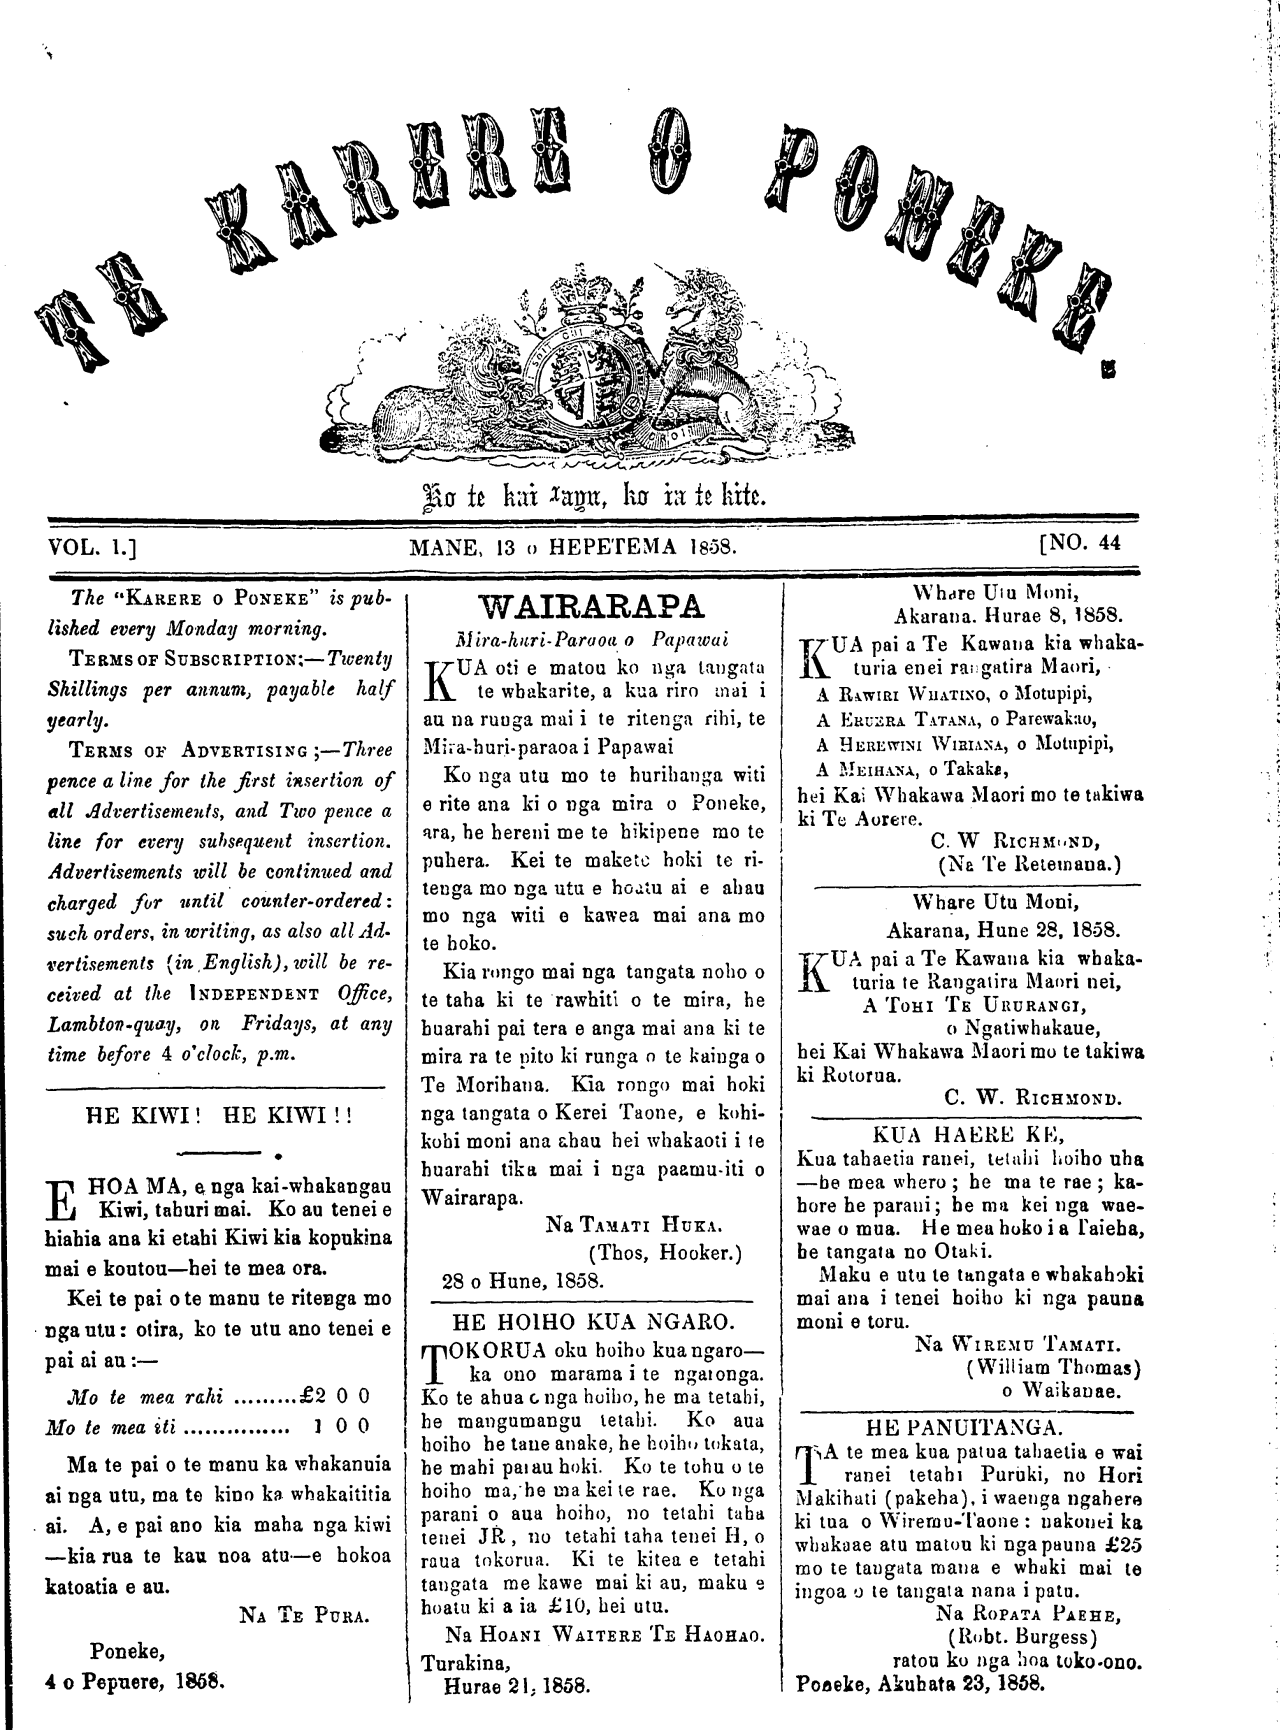 TE KARERE O PONEKE.
Ko te kai rapu, ko ia te kite.
VOL. 1.] MANE, 13 o HEPETEMA 1858. [NO. 44
The "KARERE O PONEKE" is pub-
lished every Monday morning.
TERMS OF SUBSCRIPTION;—Twenty
Shillings per annum, payable half
yearly.
TERMS OF ADVERTISING;—Three
pence a line for the first insertion of
all Advertisements, and Two pence a
line for every subsequent insertion.
Advertisements will be continued and
charged for until counter-ordered:
such orders, in writing, as also all Ad-
vertisements (in English), will be re-
ceived at the INDEPENDENT Office,
Lambton-quay, on Fridays, at any
time before 4 o'clock, p.m.
HE KIWI! HE KIWI!!
E HOA MA, e nga kai-whakangau
Kiwi, tahuri mai. Ko au tenei e
hiahia ana ki etahi Kiwi kia kopukina
mai e koutou—hei te mea ora.
Kei te pai o te manu te ritenga mo
nga utu: otira, ko te utu ano tenei e
pai ai au:—
Mo te mea rahi .........£2 0 0
Mo te mea iti ............... 1 0 0
Ma te pai o te manu ka whakanuia
ai nga utu, ma te kino ka whakaititia
ai. A, e pai ano kia maha nga kiwi
—kia rua te kau noa atu—e hokoa
katoatia e au.
NA TE PURA.
Poneke,
4 o Pepuere, 1858.
WAIRARAPA
Mira-huri-Paraoa o Papawai
KUA oti e matou ko nga tangata
te whakarite, a kua riro mai i
au na runga mai i te ritenga rihi, te
Mira-huri-paraoa i Papawai
Ko nga utu mo te hurihanga witi
e rite ana ki o nga mira o Poneke,
ara, he hereni me te hikipene mo te
puhera. Kei te makete hoki te ri-
tenga mo nga utu e hoatu ai e ahau
mo nga witi e kawea mai ana mo
te hoko.
Kia rongo mai nga tangata noho o
te taha ki te rawhiti o te mira, he
huarahi pai tera e anga mai ana ki te
mira ra te pito ki runga o te kainga o
Te Morihana. Kia rongo mai hoki
nga tangata o Kerei Taone, e kohi-
kohi moni ana ahau hei whakaoti i te
huarahi tika mai i nga paamu-iti o
Wairarapa.
Na TAMATI HUKA.
(Thos, Hooker.)
28 o Hune, 1858.
HE HOIHO KUA NGARO.
TOKORUA oku hoiho kua ngaro—
ka ono marama i te ngaronga.
Ko te ahua o nga hoiho, he ma tetahi,
he mangumangu tetahi. Ko aua
hoiho he taue anake, he hoiho tokata,
he mahi parau hoki. Ko te tohu o te
hoiho ma, he ma kei te rae. Ko nga
parani o aua hoiho, no tetahi taha
tenei JR, no tetahi taha tenei H, o
raua tokorua. Ki te kitea e tetahi
tangata me kawe mai ki au, maku e
hoatu ki a ia £10, hei utu.
Na HOANI WAITERE TE HAOHAO.
Turakina,
Hurae 21, 1858.
Whare Utu Moni,
Akarana. Hurae 8, 1858.
KUA pai a Te Kawana kia whaka-
turia enei rangatira Maori,
A RAWIRI WHATINO, o Motupipi,
A ERUERA TATANA, o Parewakao,
A HEREWINI WIRIANA, o Motupipi,
A MEIHANA, o Takaka,
hei Kai Whakawa Maori mo te takiwa
ki Te Aorere.
C. W RICHMOND,
(Na Te Retemana.)
Whare Utu Moni,
Akarana, Hune 28, 1858.
KUA pai a Te Kawana kia whaka-
turia te Rangatira Maori nei,
A TOHI TE URURANGI,
o Ngatiwhakaue,
hei Kai Whakawa Maori mo te takiwa
ki Rotorua.
C. W. RICHMOND.
KUA HAERE KE,
Kua tahaetia ranei, tetahi hoiho uha
—he mea whero; he ma te rae; ka-
hore he parani; he ma kei nga wae-
wae o mua. He mea hoko i a Taieha,
he tangata no Otaki.
Maku e utu te tangata e whakahoki
mai ana i tenei hoiho ki nga pauna
moni e toru.
Na WIREMU TAMATI.
(William Thomas)
o Waikanae.
HE PANUITANGA.
TA te mea kua patua tahaetia e wai
ranei tetahi Puruki, no Hori
Makihati (pakeha), i waenga ngahere
ki tua o Wiremu-Taone: nakonei ka
whakaae atu matou ki nga pauna £25
mo te tangata mana e whaki mai te
ingoa o te tangata nana i patu.
Na ROPATA PAEHE,
(Robt. Burgess)
ratou ko nga hoa toko-ono.
Poneke, Akuhata 23, 1858.